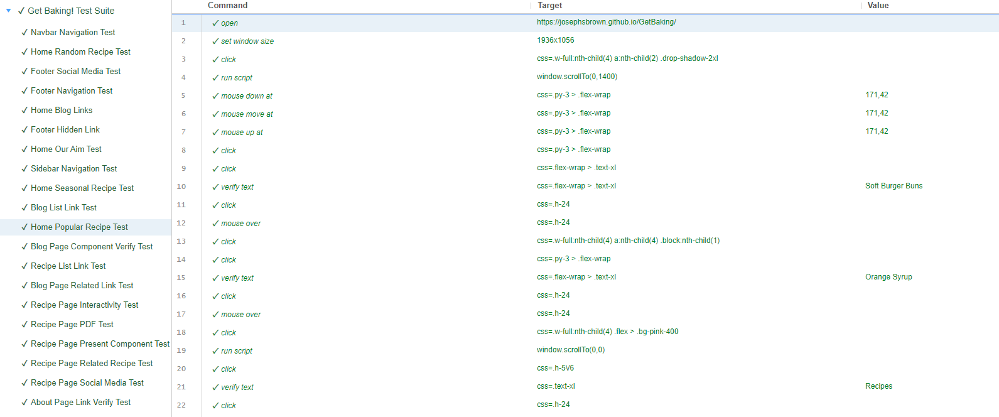 Get Baking! Test Suite
Navbar Navigation Test
Home Random Recipe Test
Footer Social Media Test
Footer Navigation Test
Home Blog Links
Footer Hidden Link
Home Our Aim Test
Sidebar Navigation Test
Home Seasonal Recipe Test
Blog List Link Test
Home Popular Recipe Test
Blog Page Component Verify Test
Recipe List Link Test
Blog Page Related Link Test
Recipe Page Interactivity Test
Recipe Page PDF Test
Recipe Page Present Component Test
Recipe Page Related Recipe Test
Recipe Page Social Media Test
About Page Link Verify Test
Command Target Value
1 open https://josephsbrown.github.io/GetBaking/
2 set window size 1936x1056
3 click css=.w-full:nth-child(4) a:nth-child(2) .drop-shadow-2xl
4 run script window.scrollTo(0,1400)
5 mouse down at css=.py-3 > .flex-wrap 171,42
6 mouse move at css=.py-3 > .flex-wrap 171,42
7 mouse up at css=.py-3 > .flex-wrap 171,42
8 click css=.py-3 > .flex-wrap
9 click css=.flex-wrap > .text-xl
10 verify text css=.flex-wrap > .text-xl Soft Burger Buns
11 click css=.h-24
12 mouse over css=.h-24
13 click css=.w-full:nth-child(4) a:nth-child(4) .block:nth-child(1)
14 click css=.py-3 > .flex-wrap
15 verify text css=.flex-wrap > .text-xl Orange Syrup
16 click css=.h-24
17 mouse over css=.h-24
18 click css=.w-full:nth-child(4) .flex > .bg-pink-400
19 run script window.scrollTo(0,0)
20 click css=.h-5\/6
21 verify text css=.text-xl Recipes
22 click css=.h-24